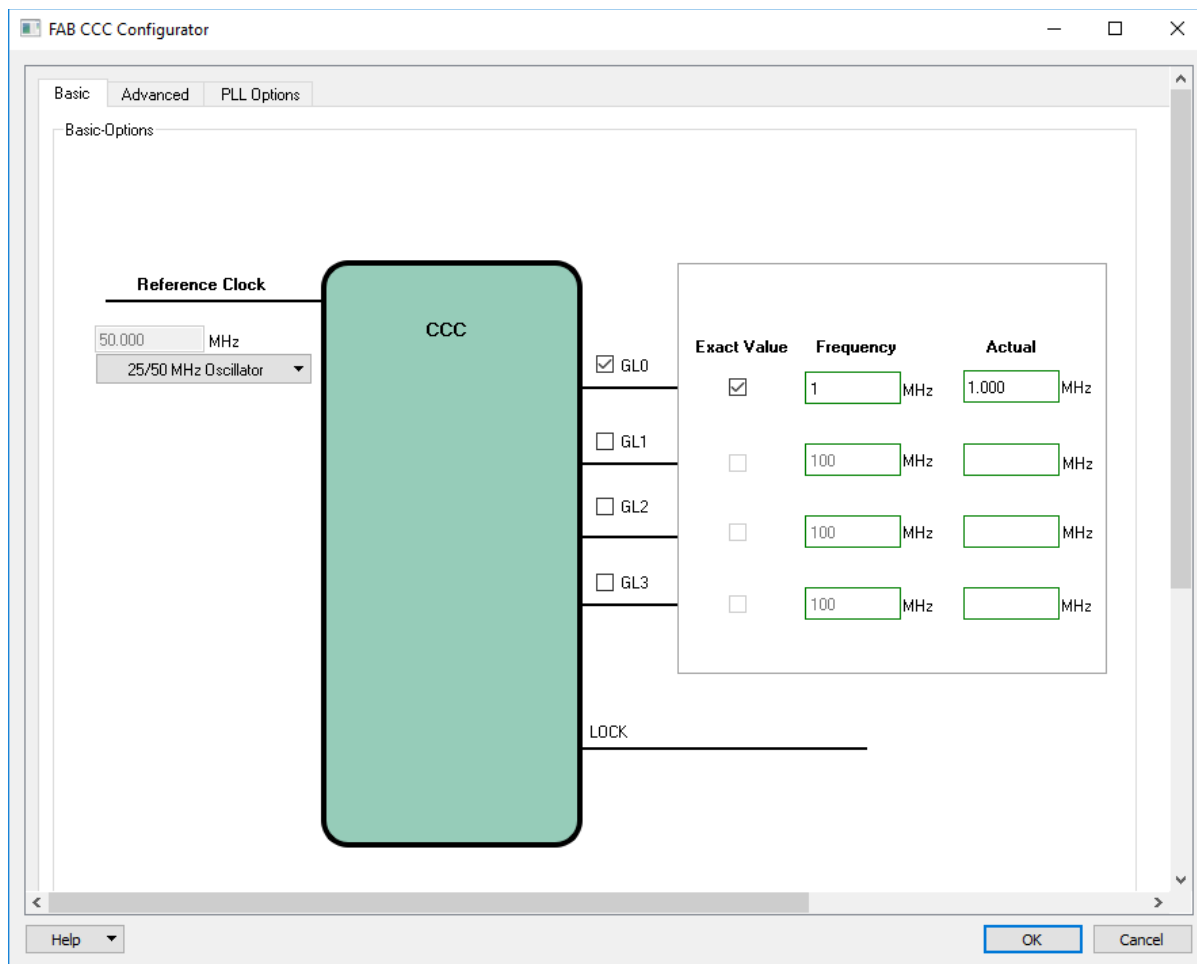 FAB CCC Configurator
Basic Advanced PLL Options
Basic-Options
Reference Clock
50.000 MHz
25/50 MHz Oscillator
CCC
Exact Value Frequency Actual
GL0 1 MHz 1.000 MHz
GL1 100 MHz MHz
GL2 100 MHz MHz
GL3 100 MHz MHz
LOCK
Help OK Cancel